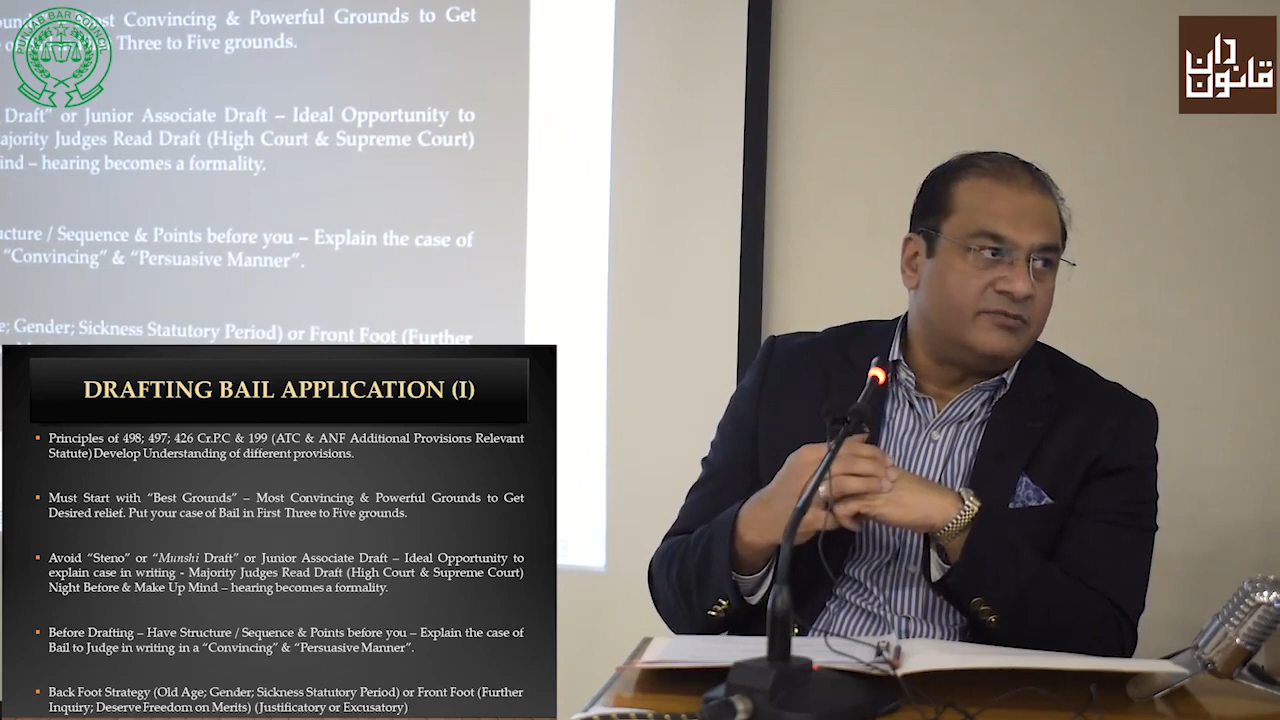 PUNJAB BAR COUNCIL
قانون دان
Most Convincing & Powerful Grounds to Get
Three to Five grounds.
Draft” or Junior Associate Draft – Ideal Opportunity to
ajority Judges Read Draft (High Court & Supreme Court)
ind – hearing becomes a formality.
ucture / Sequence & Points before you – Explain the case of
“Convincing” & “Persuasive Manner”.
e; Gender; Sickness Statutory Period) or Front Foot (Further
DRAFTING BAIL APPLICATION (I)
▪ Principles of 498; 497; 426 Cr.P.C & 199 (ATC & ANF Additional Provisions Relevant
Statute) Develop Understanding of different provisions.
▪ Must Start with “Best Grounds” – Most Convincing & Powerful Grounds to Get
Desired relief. Put your case of Bail in First Three to Five grounds.
▪ Avoid “Steno” or “Munshi Draft” or Junior Associate Draft – Ideal Opportunity to
explain case in writing - Majority Judges Read Draft (High Court & Supreme Court)
Night Before & Make Up Mind – hearing becomes a formality.
▪ Before Drafting – Have Structure / Sequence & Points before you – Explain the case of
Bail to Judge in writing in a “Convincing” & “Persuasive Manner”.
▪ Back Foot Strategy (Old Age; Gender; Sickness Statutory Period) or Front Foot (Further
Inquiry; Deserve Freedom on Merits) (Justificatory or Excusatory)